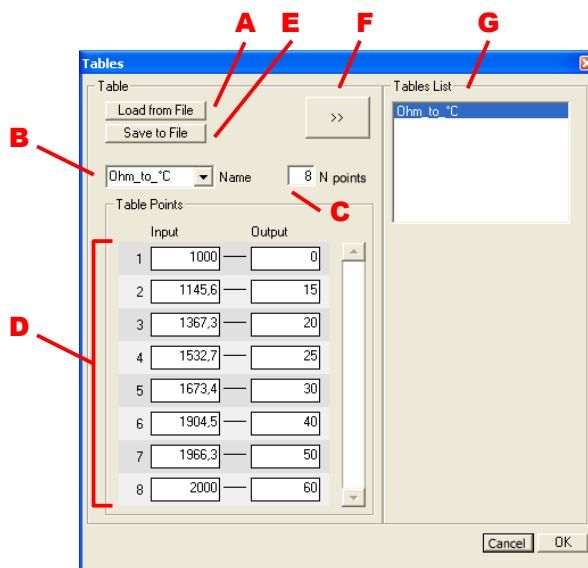 A E F G
Tables
Table
Tables List
Load from File
Save to File
>>
Ohm_to_°C
B
Ohm_to_°C Name 8 N points
C
Table Points
Input Output
1 1000 0
2 1145,6 15
D
3 1367,3 20
4 1532,7 25
5 1673,4 30
6 1904,5 40
7 1966,3 50
8 2000 60
Cancel OK